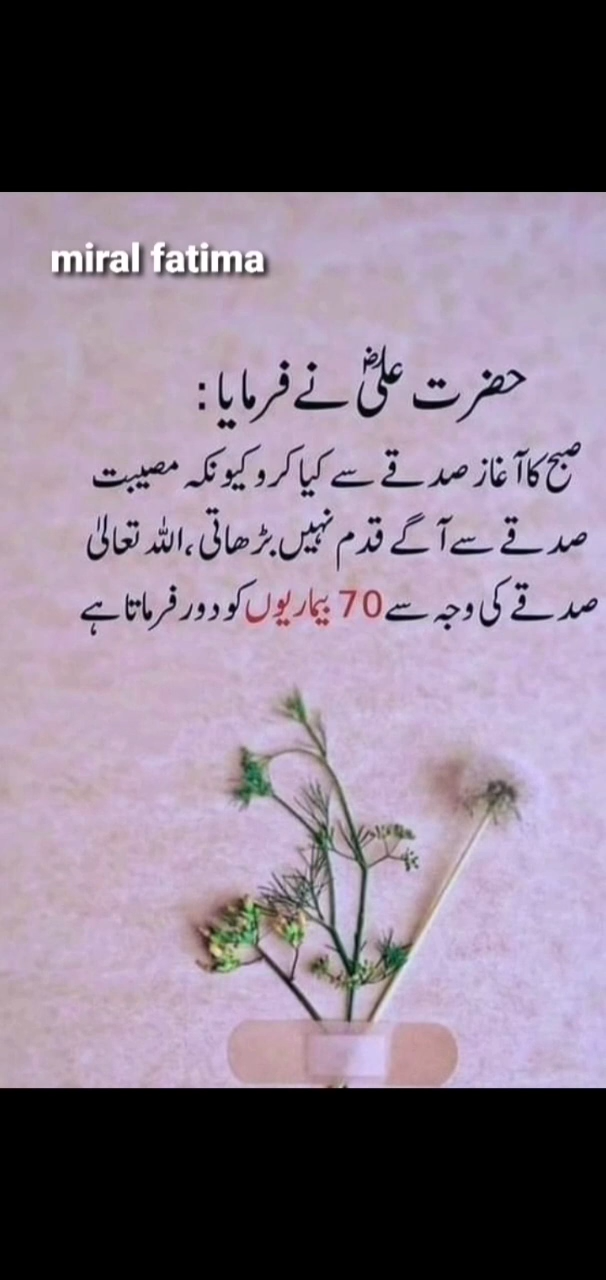 miral fatima
حضرت علیؓ نے فرمایا:
صبح کا آغاز صدقے سے کیا کرو کیونکہ مصیبت
صدقے سے آگے قدم نہیں بڑھاتی، اللہ تعالیٰ
صدقے کی وجہ سے 70 بیماریوں کو دور فرماتا ہے